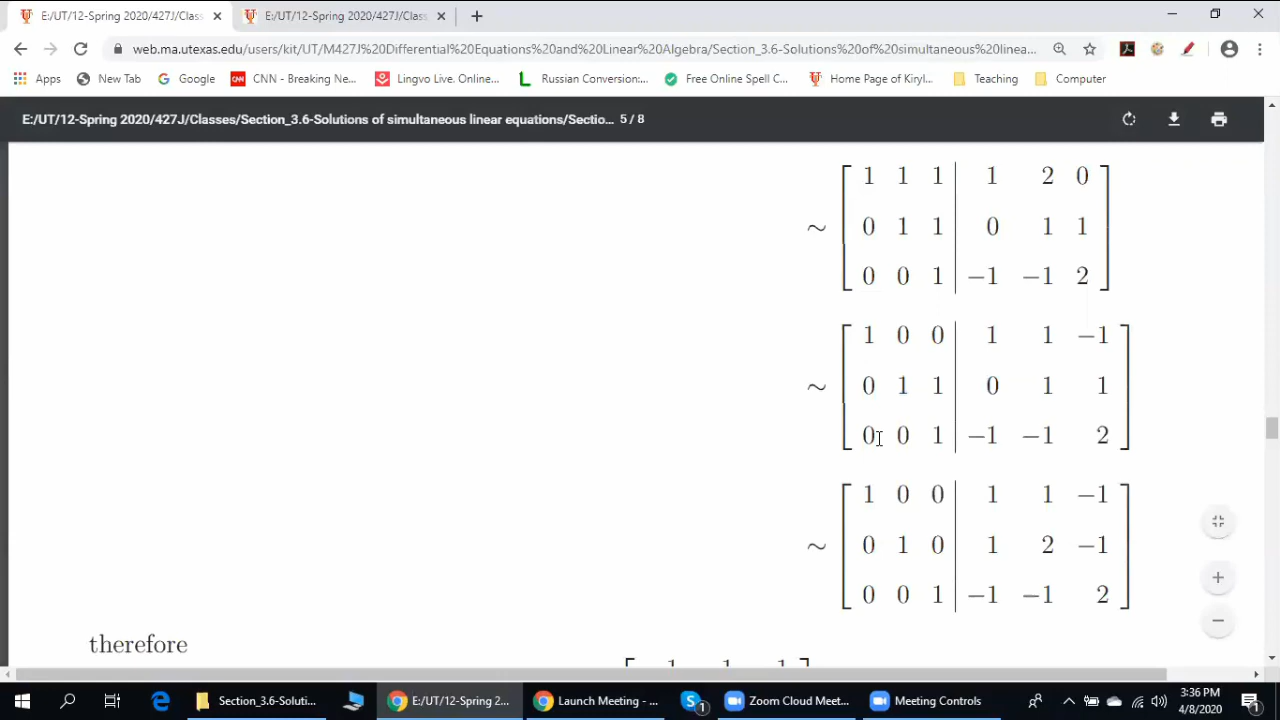 E:/UT/12-Spring 2020/427J/Clas × E:/UT/12-Spring 2020/427J/Class × +
web.ma.utexas.edu/users/kit/UT/M427J%20Differential%20Equations%20and%20Linear%20Algebra/Section_3.6-Solutions%20of%20simultaneous%20linea...
Apps New Tab Google CNN - Breaking Ne... Lingvo Live: Online... Russian Conversion:... Free Online Spell C... Home Page of Kiryl... Teaching Computer
E:/UT/12-Spring 2020/427J/Classes/Section_3.6-Solutions of simultaneous linear equations/Sectio... 5 / 8
1 1 1 | 1 2 0
∼ 0 1 1 | 0 1 1
0 0 1 | −1 −1 2
1 0 0 | 1 1 −1
∼ 0 1 1 | 0 1 1
0 0 1 | −1 −1 2
1 0 0 | 1 1 −1
∼ 0 1 0 | 1 2 −1
0 0 1 | −1 −1 2
therefore
Section_3.6-Soluti... E:/UT/12-Spring 2... Launch Meeting - ... 1 Zoom Cloud Meet... Meeting Controls 3:36 PM
4/8/2020 1